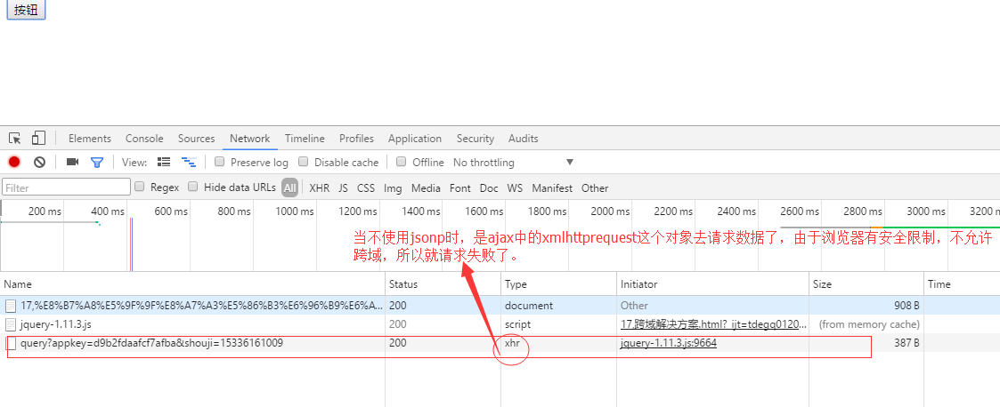 按钮
Elements Console Sources Network Timeline Profiles Application Security Audits
View: Preserve log Disable cache Offline No throttling
Filter Regex Hide data URLs All XHR JS CSS Img Media Font Doc WS Manifest Other
200 ms 400 ms 600 ms 800 ms 1000 ms 1200 ms 1400 ms 1600 ms 1800 ms 2000 ms 2200 ms 2400 ms 2600 ms 2800 ms 3000 ms 3200 m
当不使用jsonp时，是ajax中的xmlhttprequest这个对象去请求数据了，由于浏览器有安全限制，不允许
跨域，所以就请求失败了。
Name Status Type Initiator Size Time
17,%E8%B7%A8%E5%9F%9F%E8%A7%A3%E5%86%B3%E6%96%B9%E6%A... 200 document Other 908 B
jquery-1.11.3.js 200 script 17,跨域解决方案.html?_ijt=tdegq0120... (from memory cache)
query?appkey=d9b2fdaafcf7afba&shouji=15336161009 200 xhr jquery-1.11.3.js:9664 387 B